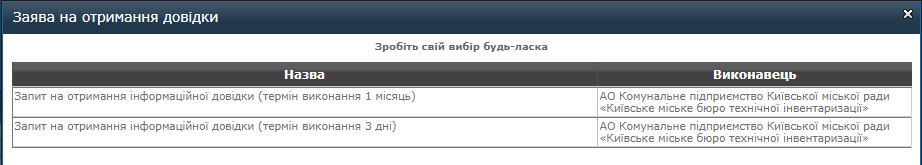 Заява на отримання довідки
Зробіть свій вибір будь-ласка
Назва Виконавець
Запит на отримання інформаційної довідки (термін виконання 1 місяць) АО Комунальне підприємство Київської міської ради
«Київське міське бюро технічної інвентаризації»
Запит на отримання інформаційної довідки (термін виконання 3 дні) АО Комунальне підприємство Київської міської ради
«Київське міське бюро технічної інвентаризації»